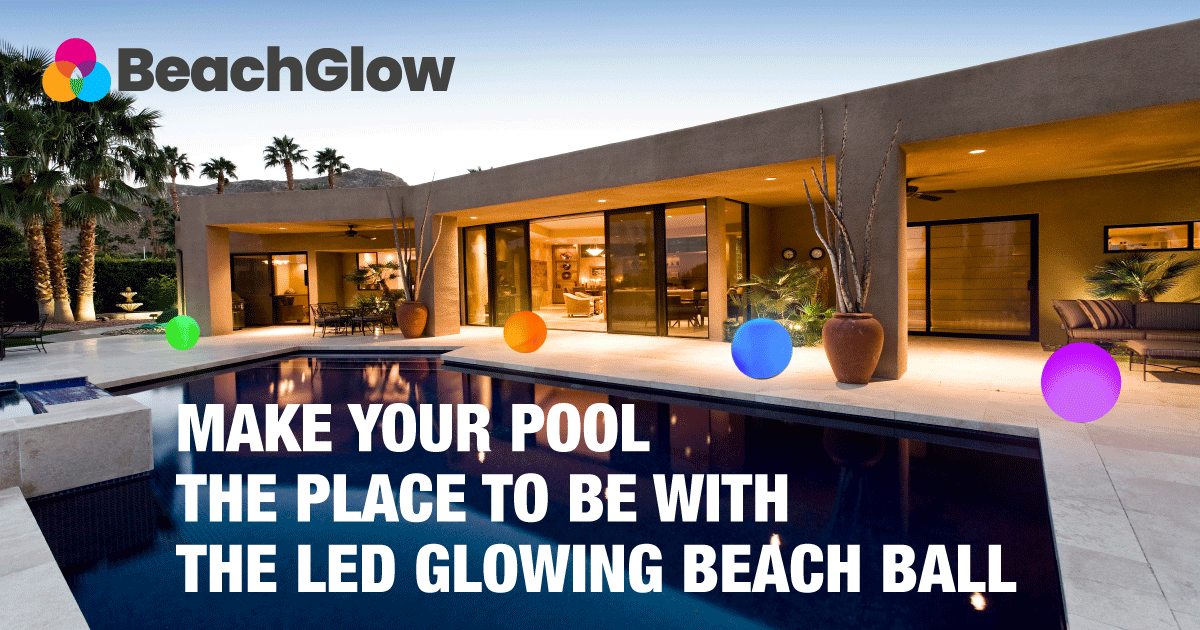 BeachGlow
MAKE YOUR POOL
THE PLACE TO BE WITH
THE LED GLOWING BEACH BALL